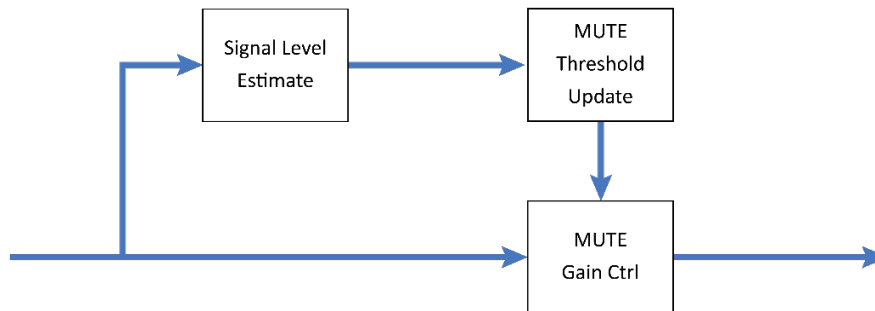 Signal Level
Estimate
MUTE
Threshold
Update
MUTE
Gain Ctrl